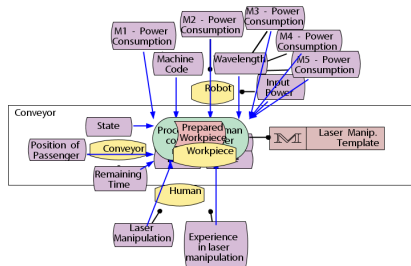 M1 - Power
Consumption
M2 - Power
Consumption
M3 - Power
Consumption
M4 - Power
Consumption
M5 - Power
Consumption
Machine
Code
Wavelength
Input
Power
Robot
Conveyor
State
Position of
Passenger
Conveyor
Remaining
Time
Prepared
Workpiece
Workpiece
Laser Manip.
Template
Human
Laser
Manipulation
Experience
in laser
manipulation